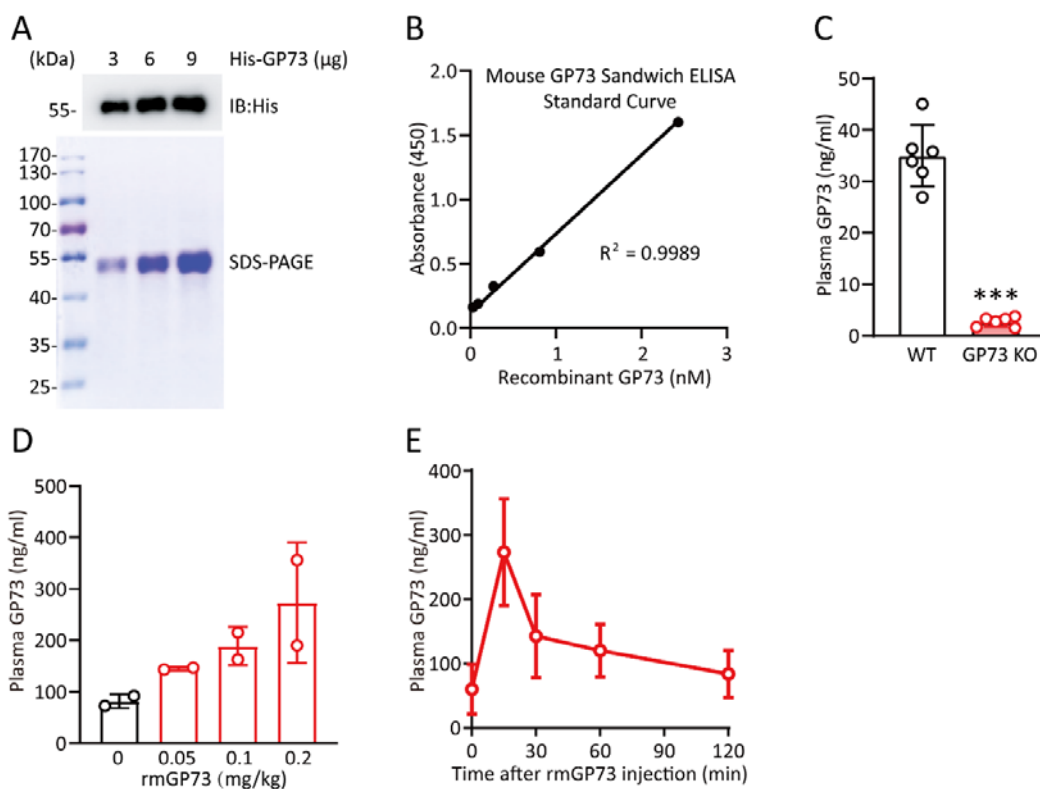 A
(kDa) 3 6 9 His-GP73 (μg)
55- IB:His
170-
130-
100-
70-
55- SDS-PAGE
40-
35-
25-
B
Mouse GP73 Sandwich ELISA
Standard Curve
Absorbance (450)
2.0
1.5
1.0
0.5
0.0
R² = 0.9989
0 1 2 3
Recombinant GP73 (nM)
C
Plasma GP73 (ng/ml)
50
40
30
20
10
0
***
WT GP73 KO
D
Plasma GP73 (ng/ml)
500
400
300
200
100
0
0 0.05 0.1 0.2
rmGP73 (mg/kg)
E
Plasma GP73 (ng/ml)
400
300
200
100
0
0 30 60 90 120
Time after rmGP73 injection (min)